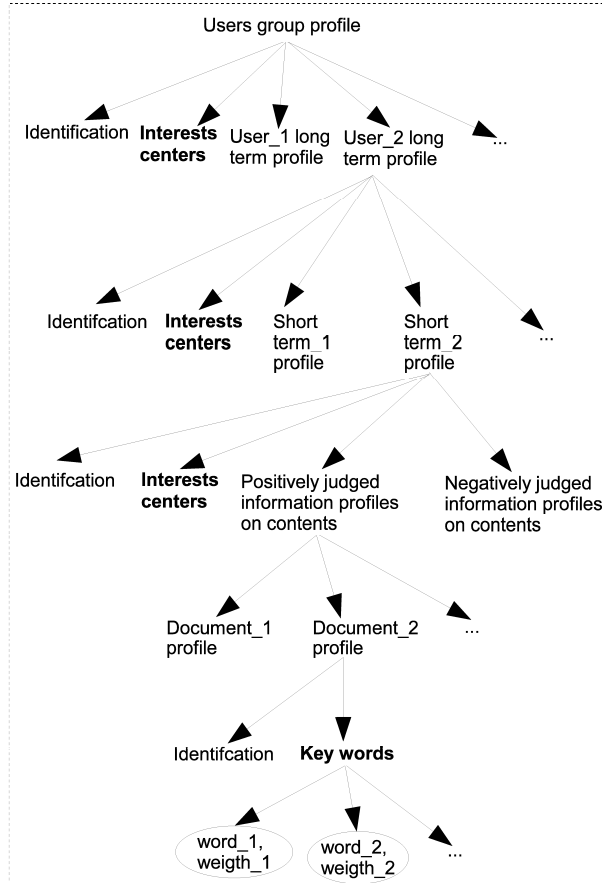 Users group profile
Identification
Interests
centers
User_1 long
term profile
User_2 long
term profile
...
Identifcation
Interests
centers
Short
term_1
profile
Short
term_2
profile
...
Identifcation
Interests
centers
Positively judged
information profiles
on contents
Negatively judged
information profiles
on contents
Document_1
profile
Document_2
profile
...
Identifcation
Key words
word_1,
weigth_1
word_2,
weigth_2
...